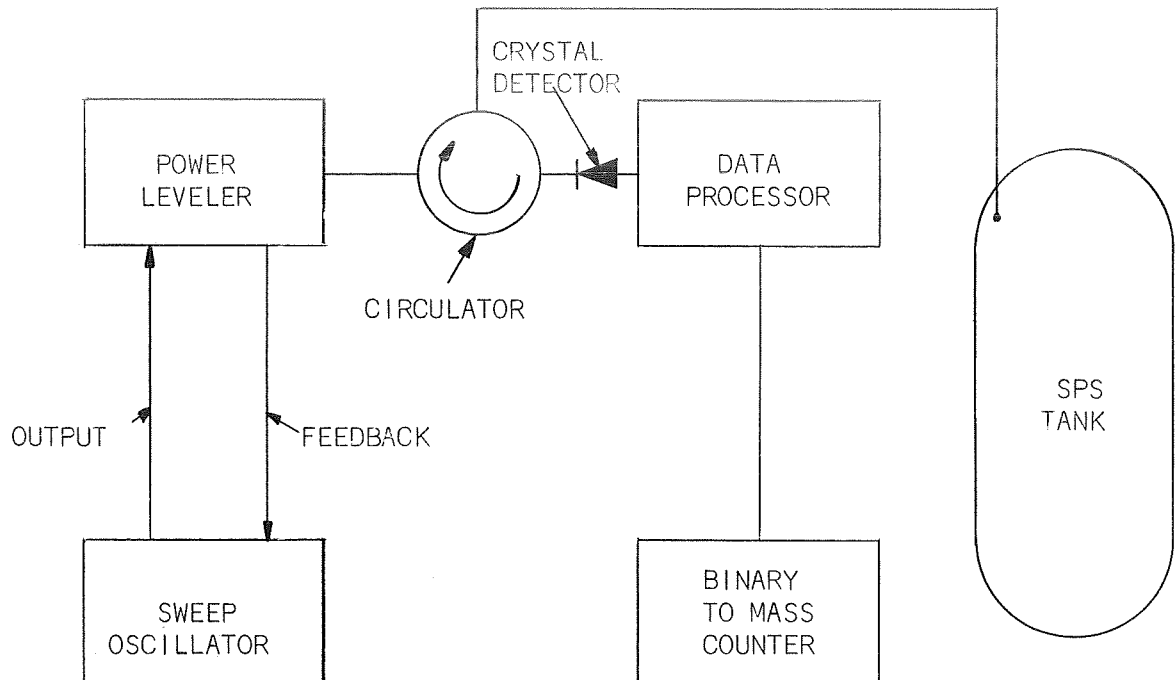 CRYSTAL
DETECTOR
POWER
LEVELER
DATA
PROCESSOR
CIRCULATOR
OUTPUT
FEEDBACK
SPS
TANK
SWEEP
OSCILLATOR
BINARY
TO MASS
COUNTER